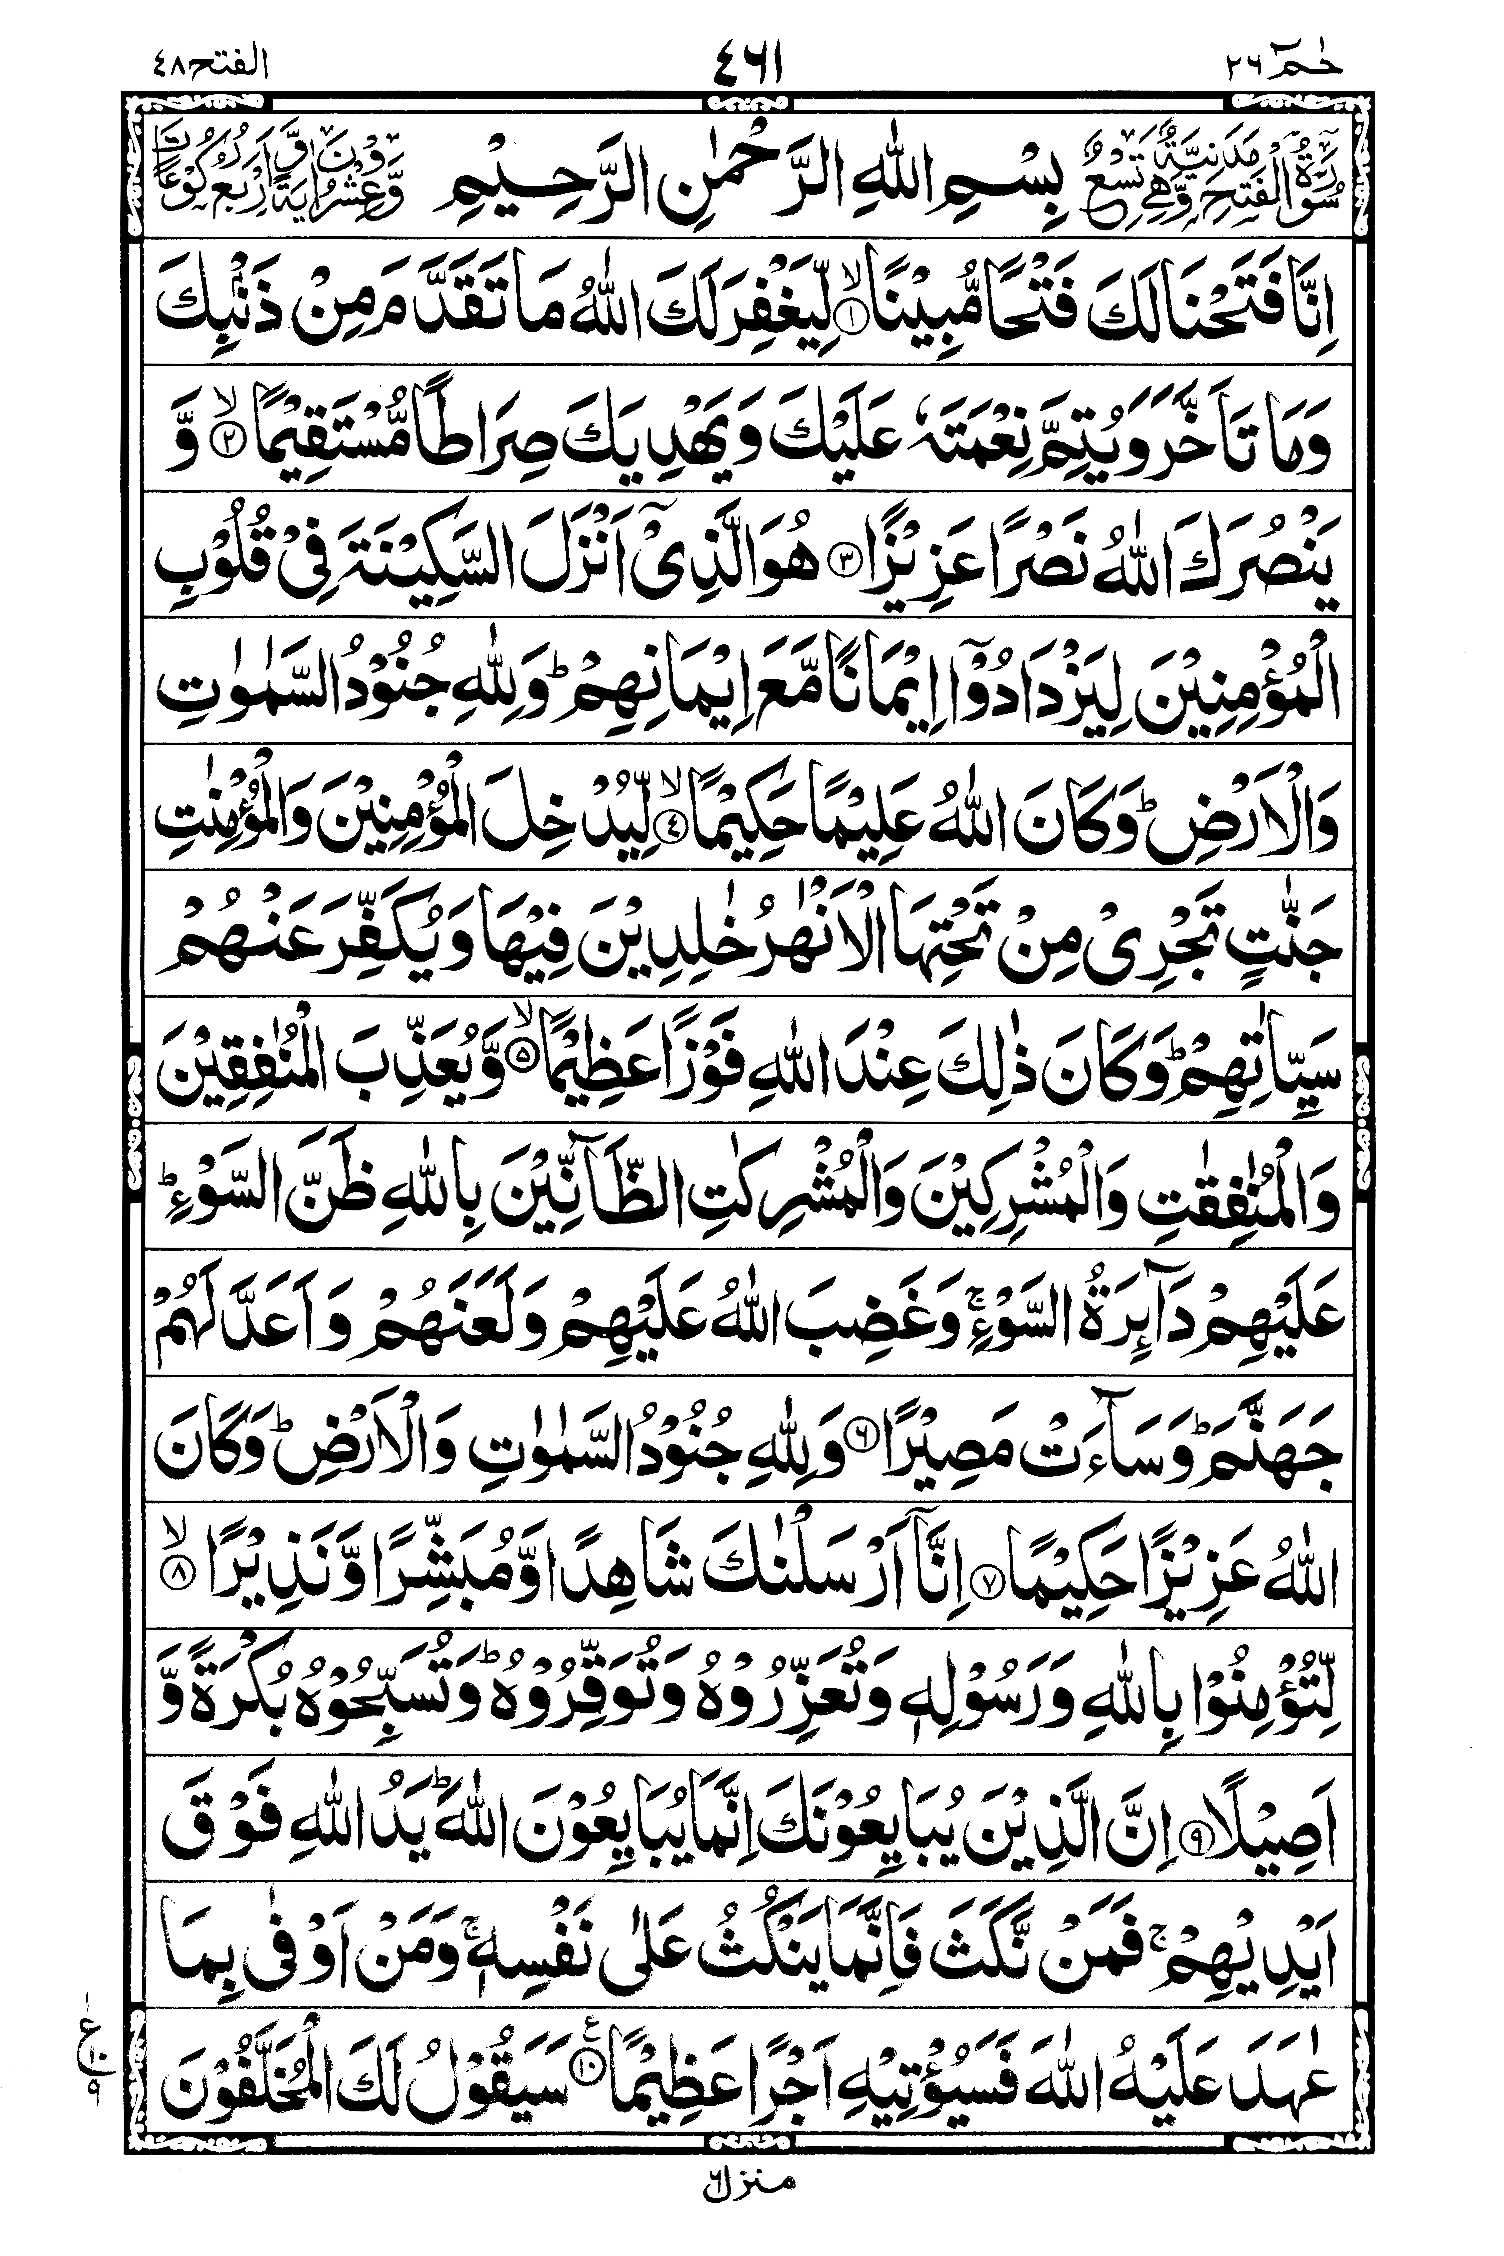 حٰمٓ ٢٦
٤٦١
الفتح ٤٨
سُوْرَةُ الْفَتْحِ مَدَنِيَّةٌ وَّهِیَ تِسْعٌ
بِسْمِ اللّٰهِ الرَّحْمٰنِ الرَّحِیْمِ
وَّعِشْرُوْنَ اٰیَةً وَّاَرْبَعُ رُكُوْعَاتٍ
اِنَّا فَتَحْنَا لَكَ فَتْحًا مُّبِیْنًا ۙ﴿١﴾ لِّیَغْفِرَ لَكَ اللّٰهُ مَا تَقَدَّمَ مِنْ ذَنْۢبِكَ
وَمَا تَاَخَّرَ وَیُتِمَّ نِعْمَتَهٗ عَلَیْكَ وَیَهْدِیَكَ صِرَاطًا مُّسْتَقِیْمًا ۙ﴿٢﴾ وَّ
یَنْصُرَكَ اللّٰهُ نَصْرًا عَزِیْزًا ﴿٣﴾ هُوَ الَّذِیْۤ اَنْزَلَ السَّكِیْنَةَ فِیْ قُلُوْبِ
الْمُؤْمِنِیْنَ لِیَزْدَادُوْۤا اِیْمَانًا مَّعَ اِیْمَانِهِمْ ؕ وَلِلّٰهِ جُنُوْدُ السَّمٰوٰتِ
وَالْاَرْضِ ؕ وَكَانَ اللّٰهُ عَلِیْمًا حَكِیْمًا ۙ﴿٤﴾ لِّیُدْخِلَ الْمُؤْمِنِیْنَ وَالْمُؤْمِنٰتِ
جَنّٰتٍ تَجْرِیْ مِنْ تَحْتِهَا الْاَنْهٰرُ خٰلِدِیْنَ فِیْهَا وَیُكَفِّرَ عَنْهُمْ
سَیِّاٰتِهِمْ ؕ وَكَانَ ذٰلِكَ عِنْدَ اللّٰهِ فَوْزًا عَظِیْمًا ۙ﴿٥﴾ وَّیُعَذِّبَ الْمُنٰفِقِیْنَ
وَالْمُنٰفِقٰتِ وَالْمُشْرِكِیْنَ وَالْمُشْرِكٰتِ الظَّآنِّیْنَ بِاللّٰهِ ظَنَّ السَّوْءِ ؕ
عَلَیْهِمْ دَآىِٕرَةُ السَّوْءِ ۚ وَغَضِبَ اللّٰهُ عَلَیْهِمْ وَلَعَنَهُمْ وَاَعَدَّ لَهُمْ
جَهَنَّمَ ؕ وَسَآءَتْ مَصِیْرًا ﴿٦﴾ وَلِلّٰهِ جُنُوْدُ السَّمٰوٰتِ وَالْاَرْضِ ؕ وَكَانَ
اللّٰهُ عَزِیْزًا حَكِیْمًا ﴿٧﴾ اِنَّاۤ اَرْسَلْنٰكَ شَاهِدًا وَّمُبَشِّرًا وَّنَذِیْرًا ۙ﴿٨﴾
لِّتُؤْمِنُوْا بِاللّٰهِ وَرَسُوْلِهٖ وَتُعَزِّرُوْهُ وَتُوَقِّرُوْهُ ؕ وَتُسَبِّحُوْهُ بُكْرَةً وَّ
اَصِیْلًا ﴿٩﴾ اِنَّ الَّذِیْنَ یُبَایِعُوْنَكَ اِنَّمَا یُبَایِعُوْنَ اللّٰهَ ؕ یَدُ اللّٰهِ فَوْقَ
اَیْدِیْهِمْ ۚ فَمَنْ نَّكَثَ فَاِنَّمَا یَنْكُثُ عَلٰی نَفْسِهٖ ۚ وَمَنْ اَوْفٰی بِمَا
عٰهَدَ عَلَیْهُ اللّٰهَ فَسَیُؤْتِیْهِ اَجْرًا عَظِیْمًا ﴿١٠﴾ ع سَیَقُوْلُ لَكَ الْمُخَلَّفُوْنَ
ع ١ ١٠ ٩
منزل ٦